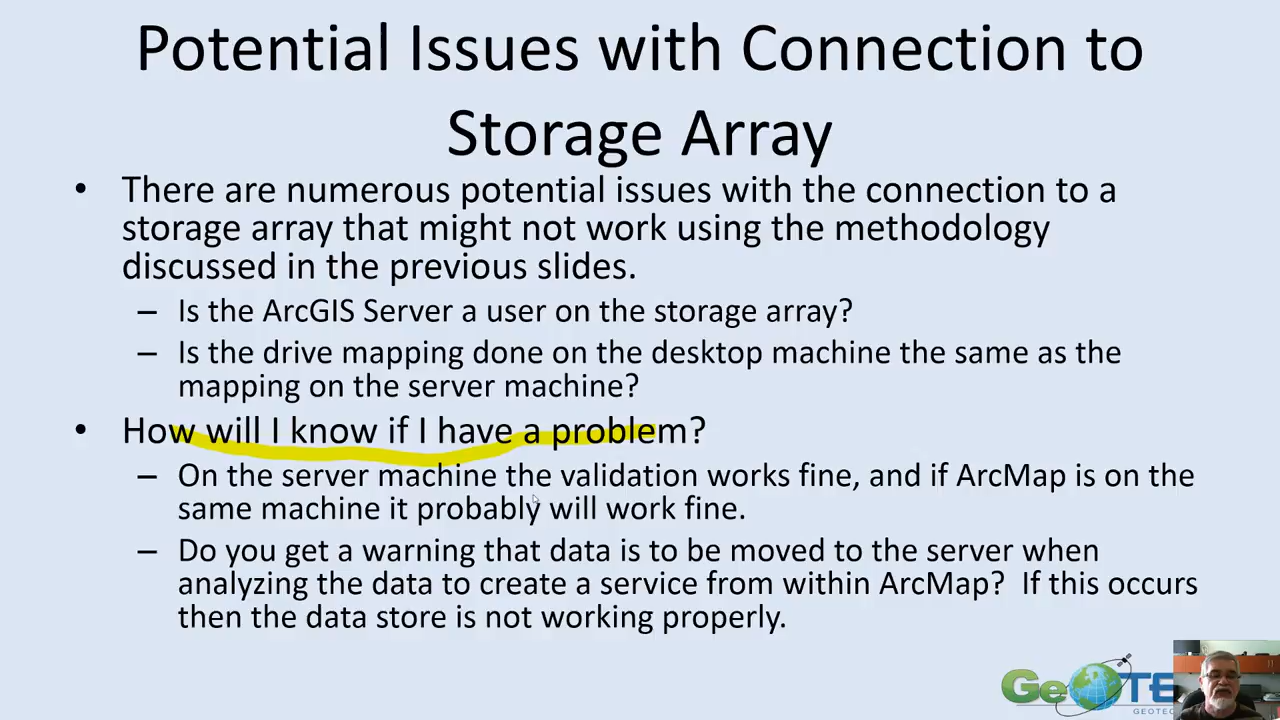 Potential Issues with Connection to
Storage Array
• There are numerous potential issues with the connection to a
storage array that might not work using the methodology
discussed in the previous slides.
– Is the ArcGIS Server a user on the storage array?
– Is the drive mapping done on the desktop machine the same as the
mapping on the server machine?
• How will I know if I have a problem?
– On the server machine the validation works fine, and if ArcMap is on the
same machine it probably will work fine.
– Do you get a warning that data is to be moved to the server when
analyzing the data to create a service from within ArcMap? If this occurs
then the data store is not working properly.
GeoTE
GEOTEC